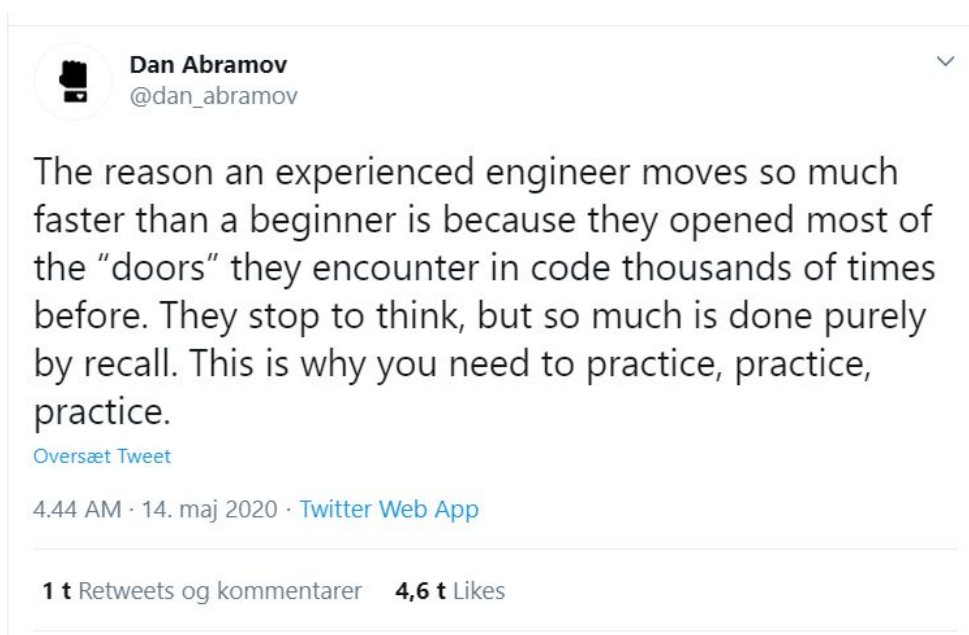 Dan Abramov
@dan_abramov
The reason an experienced engineer moves so much
faster than a beginner is because they opened most of
the “doors” they encounter in code thousands of times
before. They stop to think, but so much is done purely
by recall. This is why you need to practice, practice,
practice.
Oversæt Tweet
4.44 AM · 14. maj 2020 · Twitter Web App
1 t Retweets og kommentarer 4,6 t Likes